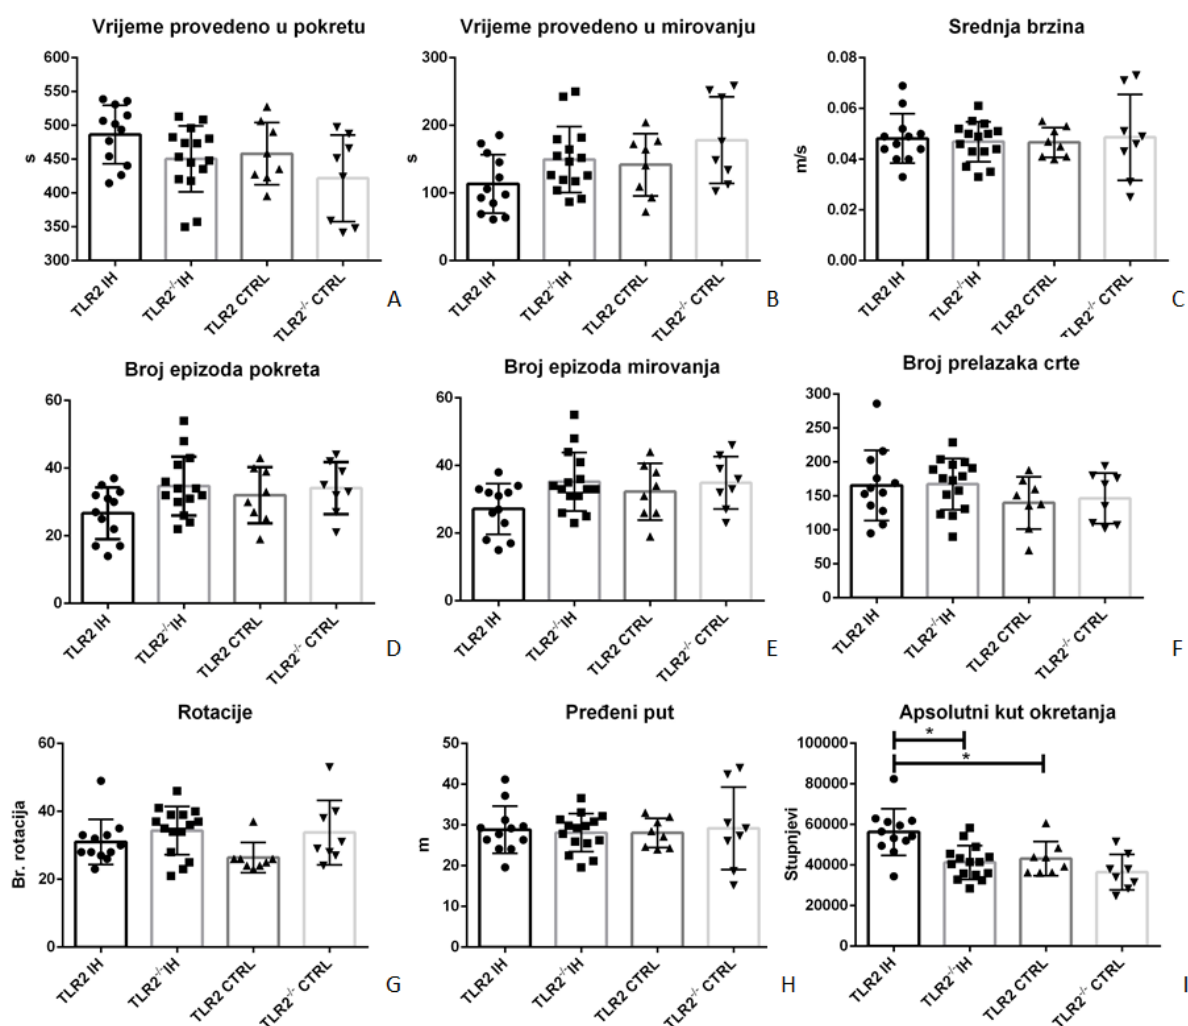 Vrijeme provedeno u pokretu
600
550
500
450
400
350
300
s
TLR2 IH
TLR2-/-IH
TLR2 CTRL
TLR2-/- CTRL
A
Vrijeme provedeno u mirovanju
300
200
100
0
s
TLR2 IH
TLR2-/-IH
TLR2 CTRL
TLR2-/- CTRL
B
Srednja brzina
0.08
0.06
0.04
0.02
0.00
m/s
TLR2 IH
TLR2-/-IH
TLR2 CTRL
TLR2-/- CTRL
C
Broj epizoda pokreta
60
40
20
0
TLR2 IH
TLR2-/-IH
TLR2 CTRL
TLR2-/- CTRL
D
Broj epizoda mirovanja
60
40
20
0
TLR2 IH
TLR2-/-IH
TLR2 CTRL
TLR2-/- CTRL
E
Broj prelazaka crte
300
250
200
150
100
50
0
TLR2 IH
TLR2-/-IH
TLR2 CTRL
TLR2-/- CTRL
F
Rotacije
60
40
20
0
Br. rotacija
TLR2 IH
TLR2-/-IH
TLR2 CTRL
TLR2-/- CTRL
G
Pređeni put
50
40
30
20
10
0
m
TLR2 IH
TLR2-/-IH
TLR2 CTRL
TLR2-/- CTRL
H
Apsolutni kut okretanja
100000
80000
60000
40000
20000
0
Stupnjevi
*
*
TLR2 IH
TLR2-/-IH
TLR2 CTRL
TLR2-/- CTRL
I